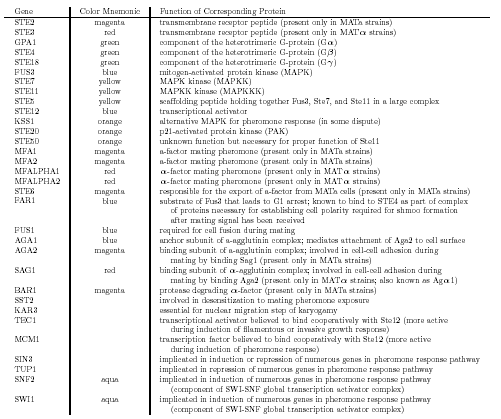 Gene Color Mnemonic Function of Corresponding Protein
STE2 magenta transmembrane receptor peptide (present only in MATa strains)
STE3 red transmembrane receptor peptide (present only in MATα strains)
GPA1 green component of the heterotrimeric G-protein (Gα)
STE4 green component of the heterotrimeric G-protein (Gβ)
STE18 green component of the heterotrimeric G-protein (Gγ)
FUS3 blue mitogen-activated protein kinase (MAPK)
STE7 yellow MAPK kinase (MAPKK)
STE11 yellow MAPKK kinase (MAPKKK)
STE5 yellow scaffolding peptide holding together Fus3, Ste7, and Ste11 in a large complex
STE12 blue transcriptional activator
KSS1 orange alternative MAPK for pheromone response (in some dispute)
STE20 orange p21-activated protein kinase (PAK)
STE50 orange unknown function but necessary for proper function of Ste11
MFA1 magenta a-factor mating pheromone (present only in MATa strains)
MFA2 magenta a-factor mating pheromone (present only in MATa strains)
MFALPHA1 red α-factor mating pheromone (present only in MATα strains)
MFALPHA2 red α-factor mating pheromone (present only in MATα strains)
STE6 magenta responsible for the export of a-factor from MATa cells (present only in MATa strains)
FAR1 blue substrate of Fus3 that leads to G1 arrest; known to bind to STE4 as part of complex
of proteins necessary for establishing cell polarity required for shmoo formation
after mating signal has been received
FUS1 blue required for cell fusion during mating
AGA1 blue anchor subunit of a-agglutinin complex; mediates attachment of Aga2 to cell surface
AGA2 magenta binding subunit of a-agglutinin complex; involved in cell-cell adhesion during
mating by binding Sag1 (present only in MATa strains)
SAG1 red binding subunit of α-agglutinin complex; involved in cell-cell adhesion during
mating by binding Aga2 (present only in MATα strains; also known as Agα1)
BAR1 magenta protease degrading α-factor (present only in MATa strains)
SST2 involved in desensitization to mating pheromone exposure
KAR3 essential for nuclear migration step of karyogamy
TEC1 transcriptional activator believed to bind cooperatively with Ste12 (more active
during induction of filamentous or invasive growth response)
MCM1 transcription factor believed to bind cooperatively with Ste12 (more active
during induction of pheromone response)
SIN3 implicated in induction or repression of numerous genes in pheromone response pathway
TUP1 implicated in repression of numerous genes in pheromone response pathway
SNF2 aqua implicated in induction of numerous genes in pheromone response pathway
(component of SWI-SNF global transcription activator complex)
SWI1 aqua implicated in induction of numerous genes in pheromone response pathway
(component of SWI-SNF global transcription activator complex)